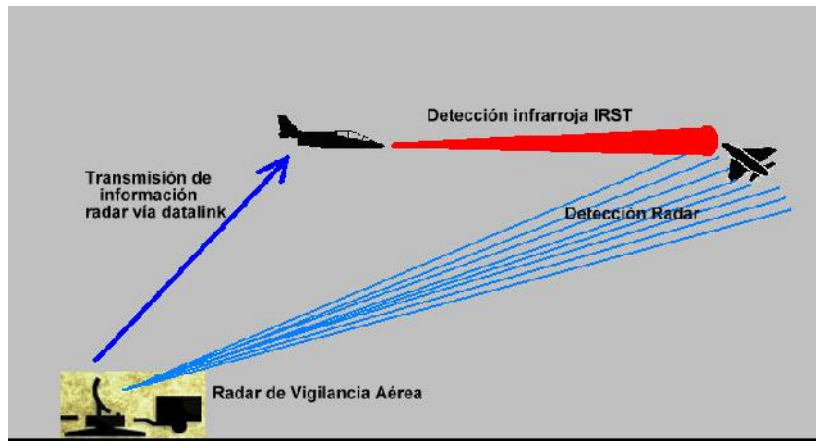 Detección infrarroja IRST
Transmisión de
información
radar vía datalink
Detección Radar
Radar de Vigilancia Aérea